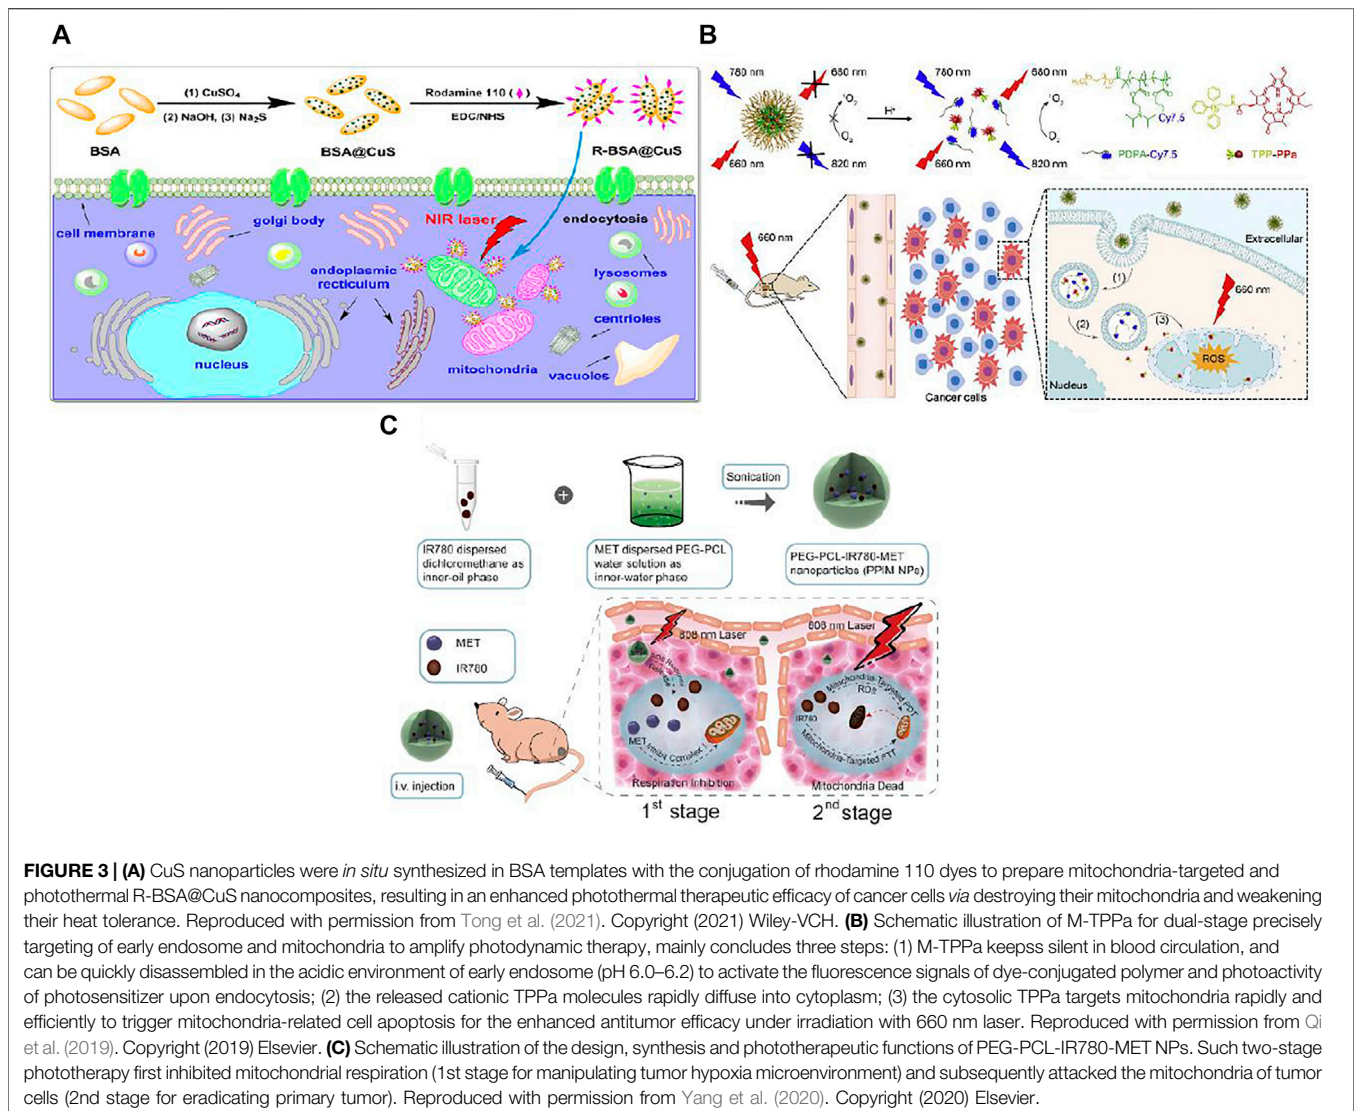 A
(1) CuSO₄
(2) NaOH, (3) Na₂S
Rodamine 110 ( )
EDC/NHS
BSA
BSA@CuS
R-BSA@CuS
NIR laser
endocytosis
cell membrane
golgi body
endoplasmic
recticulum
lysosomes
centrioles
nucleus
mitochondria
vacuoles
B
780 nm
660 nm
¹O₂
O₂
660 nm
820 nm
H⁺
780 nm
660 nm
¹O₂
O₂
660 nm
820 nm
Cy7.5
PDPA-Cy7.5
TPP-PPa
660 nm
Cancer cells
Extracellular
(1)
(2)
(3)
660 nm
ROS
Nucleus
C
Sonication
IR780 dispersed
dichloromethane as
inner-oil phase
MET dispersed PEG-PCL
water solution as
inner-water phase
PEG-PCL-IR780-MET
nanoparticles (PPIM NPs)
MET
IR780
i.v. injection
808 nm Laser
Release
MET
Inhibit Complex I
Respiration Inhibition
1st stage
808 nm Laser
Mitochondria-Targeted PDT
ROS
IR780
Mitochondria-Targeted PTT
Mitochondria Dead
2nd stage
FIGURE 3 | (A) CuS nanoparticles were in situ synthesized in BSA templates with the conjugation of rhodamine 110 dyes to prepare mitochondria-targeted and
photothermal R-BSA@CuS nanocomposites, resulting in an enhanced photothermal therapeutic efficacy of cancer cells via destroying their mitochondria and weakening
their heat tolerance. Reproduced with permission from Tong et al. (2021). Copyright (2021) Wiley-VCH. (B) Schematic illustration of M-TPPa for dual-stage precisely
targeting of early endosome and mitochondria to amplify photodynamic therapy, mainly concludes three steps: (1) M-TPPa keepss silent in blood circulation, and
can be quickly disassembled in the acidic environment of early endosome (pH 6.0–6.2) to activate the fluorescence signals of dye-conjugated polymer and photoactivity
of photosensitizer upon endocytosis; (2) the released cationic TPPa molecules rapidly diffuse into cytoplasm; (3) the cytosolic TPPa targets mitochondria rapidly and
efficiently to trigger mitochondria-related cell apoptosis for the enhanced antitumor efficacy under irradiation with 660 nm laser. Reproduced with permission from Qi
et al. (2019). Copyright (2019) Elsevier. (C) Schematic illustration of the design, synthesis and phototherapeutic functions of PEG-PCL-IR780-MET NPs. Such two-stage
phototherapy first inhibited mitochondrial respiration (1st stage for manipulating tumor hypoxia microenvironment) and subsequently attacked the mitochondria of tumor
cells (2nd stage for eradicating primary tumor). Reproduced with permission from Yang et al. (2020). Copyright (2020) Elsevier.